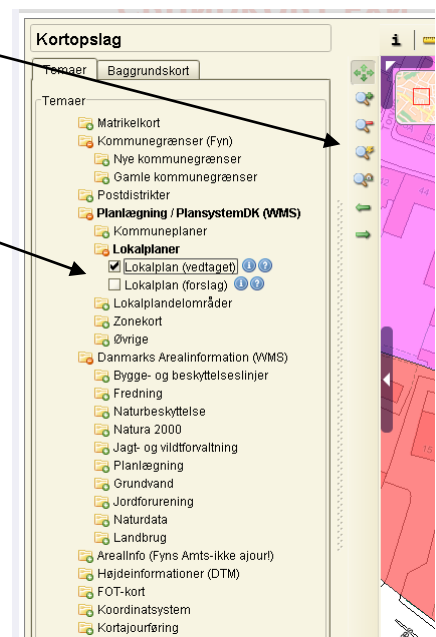 Kortopslag
i
Temaer
Baggrundskort
Temaer
Matrikelkort
Kommunegrænser (Fyn)
Nye kommunegrænser
Gamle kommunegrænser
Postdistrikter
Planlægning / PlansystemDK (WMS)
Kommuneplaner
Lokalplaner
Lokalplan (vedtaget)
Lokalplan (forslag)
Lokalplandelområder
Zonekort
Øvrige
Danmarks Arealinformation (WMS)
Bygge- og beskyttelseslinjer
Fredning
Naturbeskyttelse
Natura 2000
Jagt- og vildtforvaltning
Planlægning
Grundvand
Jordforurening
Naturdata
Landbrug
ArealInfo (Fyns Amts-ikke ajour!)
Højdeinformationer (DTM)
FOT-kort
Koordinatsystem
Kortajourføring